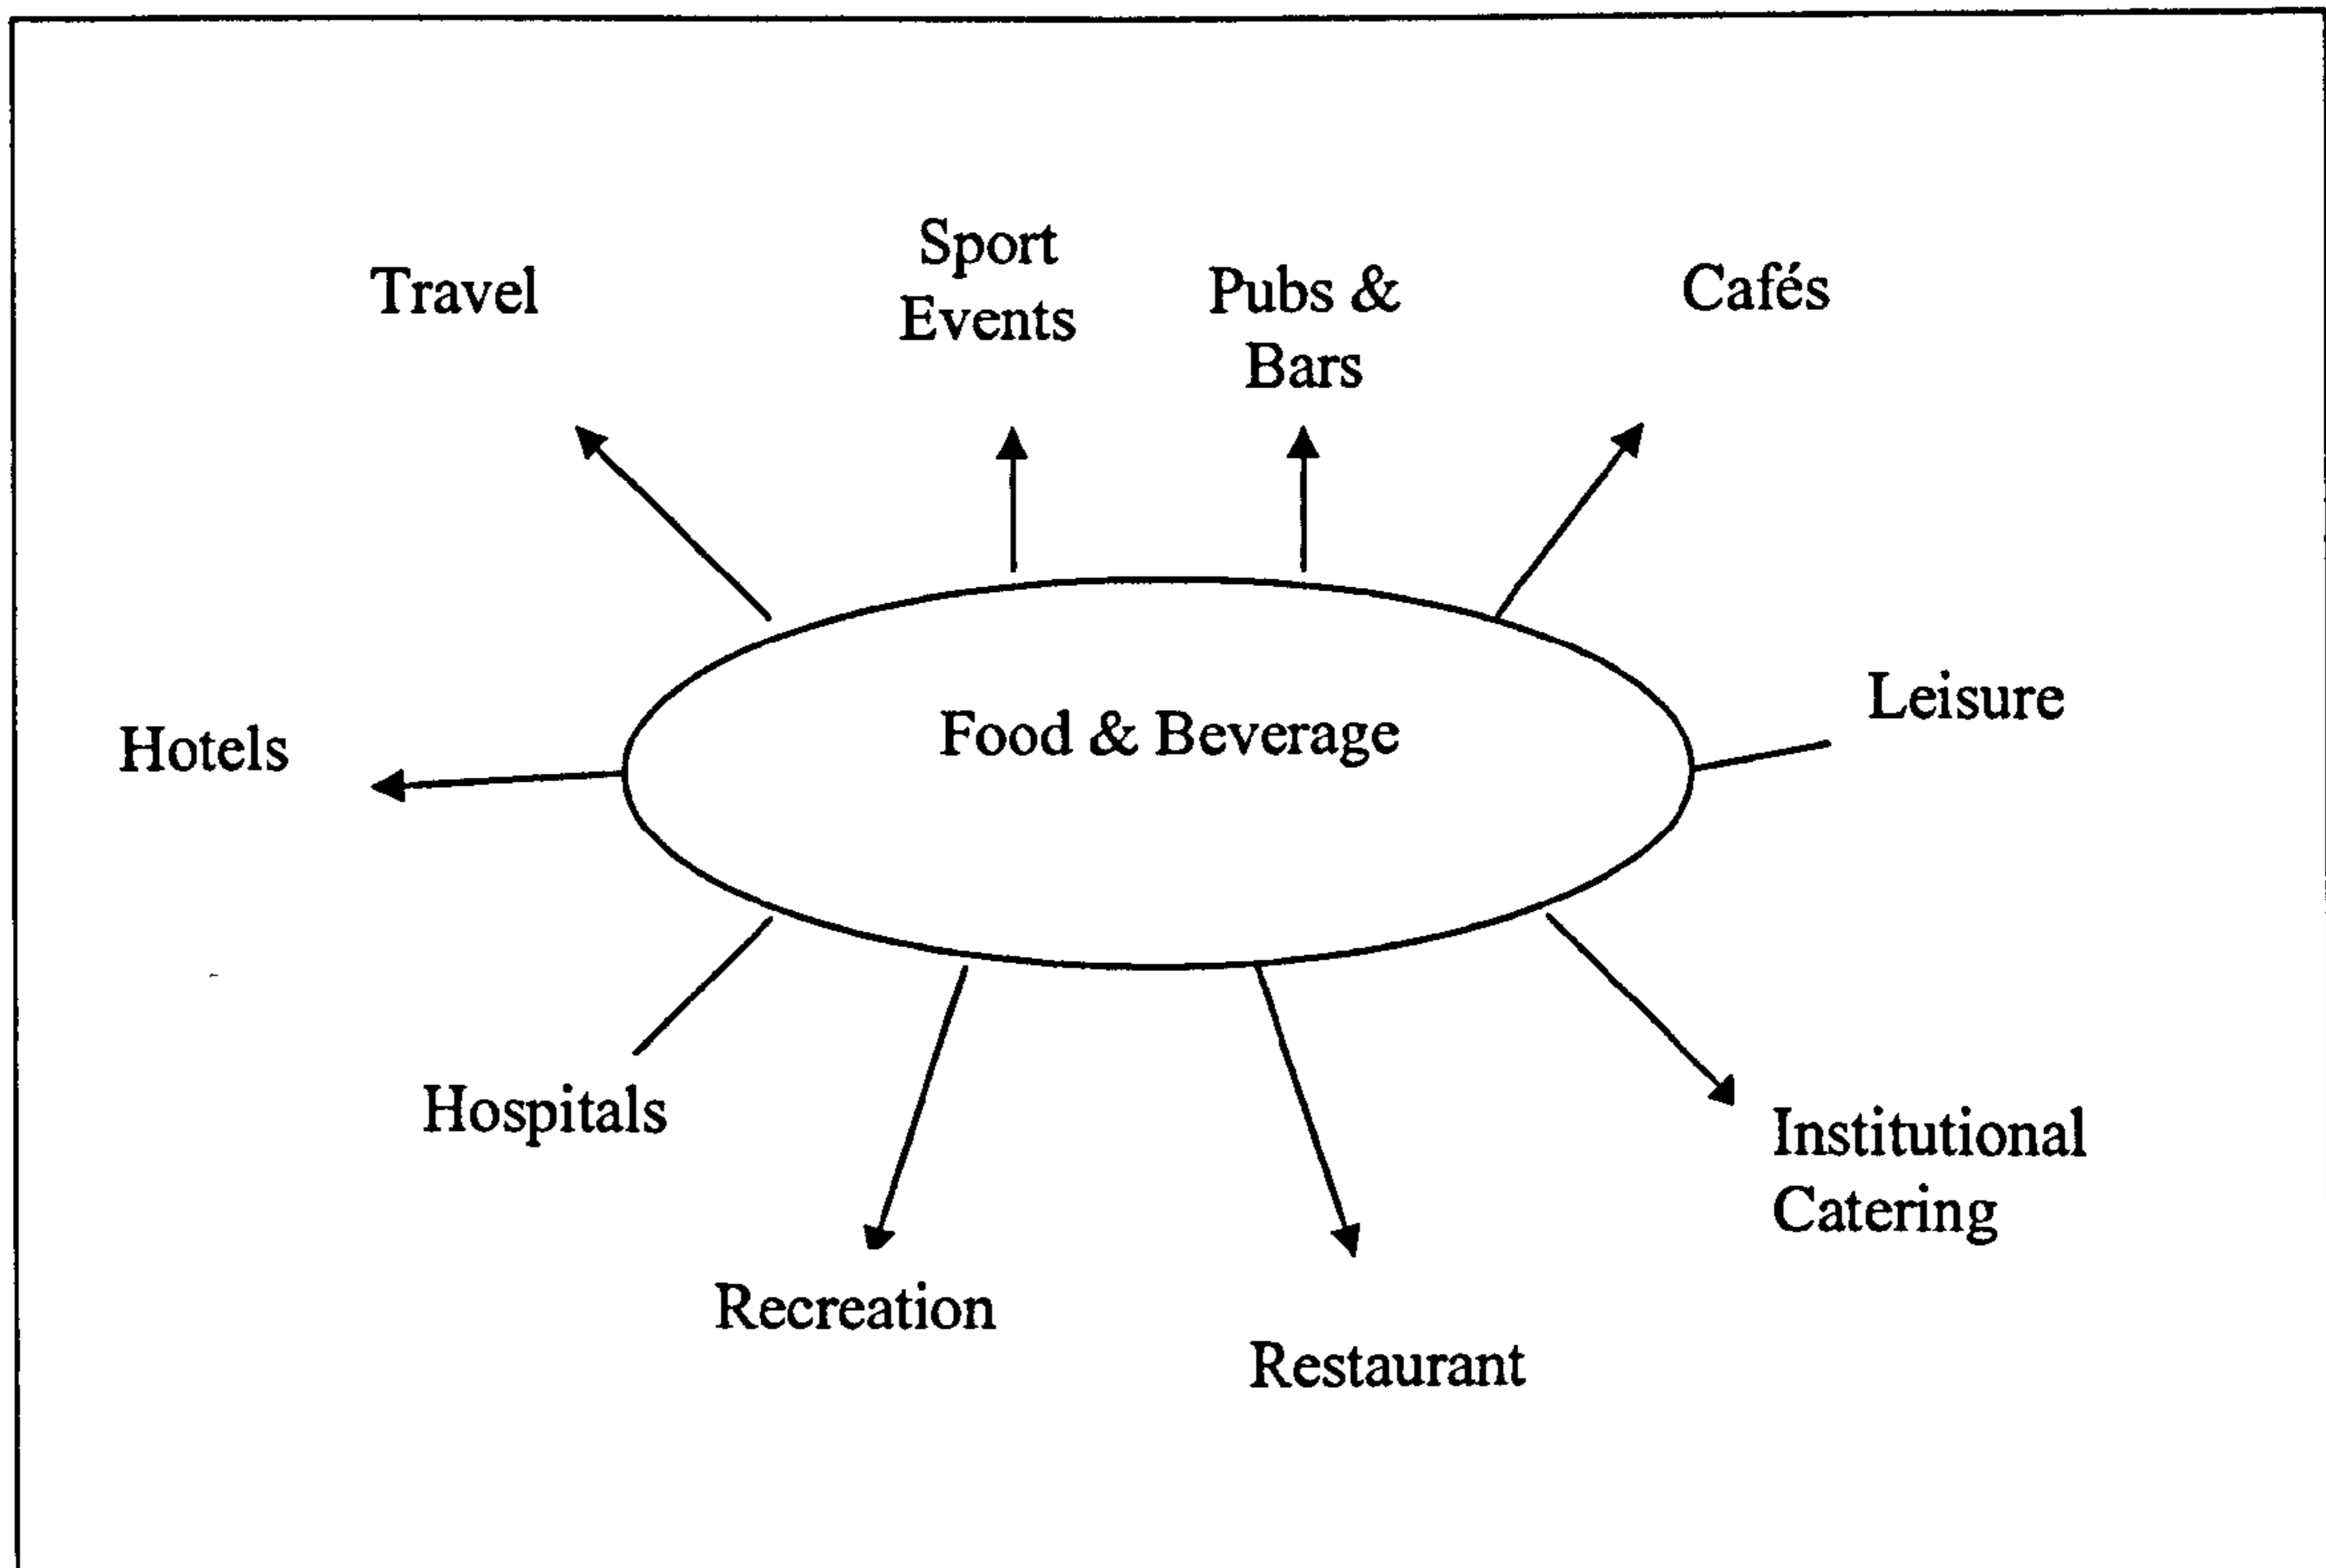 Sport
Events
Travel
Pubs &
Bars
Cafés
Leisure
Food & Beverage
Hotels
Hospitals
Institutional
Catering
Recreation
Restaurant